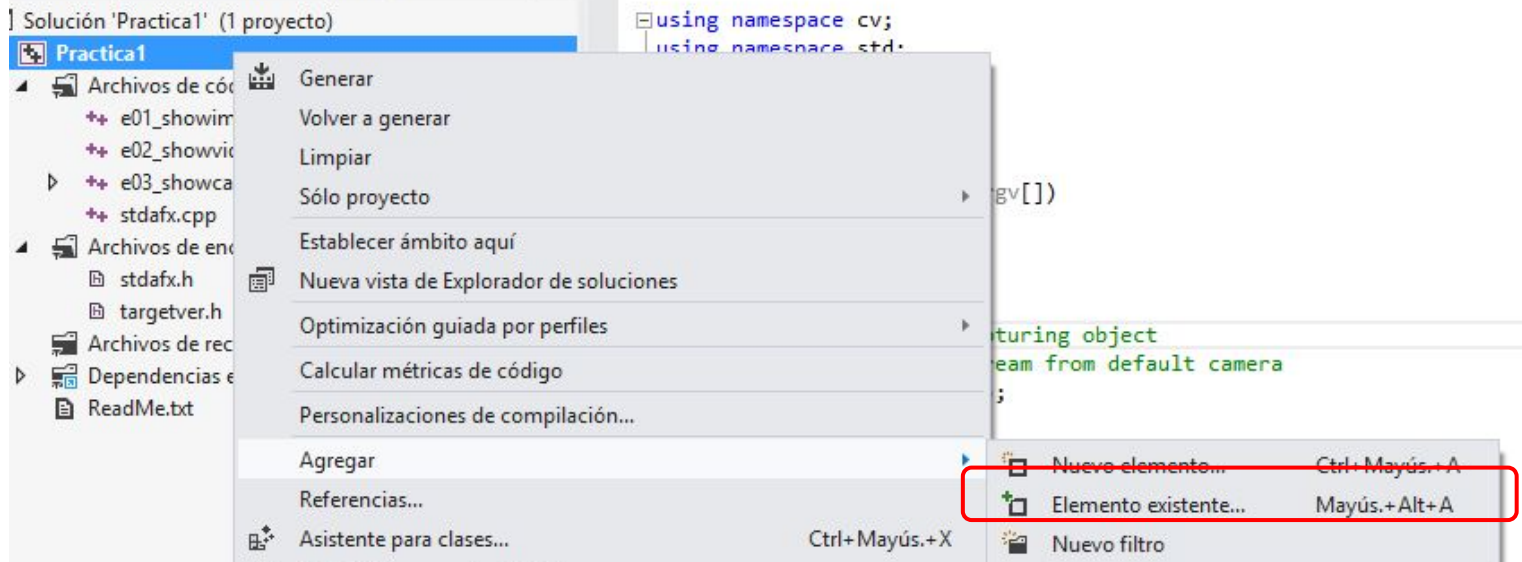 Solución 'Practica1' (1 proyecto)
Practica1
Archivos de cód
e01_showim
e02_showvid
e03_showca
stdafx.cpp
Archivos de enc
stdafx.h
targetver.h
Archivos de rec
Dependencias e
ReadMe.txt
using namespace cv;
using namespace std;
rgv[])
turing object
eam from default camera
;
Generar
Volver a generar
Limpiar
Sólo proyecto
Establecer ámbito aquí
Nueva vista de Explorador de soluciones
Optimización guiada por perfiles
Calcular métricas de código
Personalizaciones de compilación...
Agregar
Referencias...
Asistente para clases... Ctrl+Mayús.+X
Nuevo elemento... Ctrl+Mayús.+A
Elemento existente... Mayús.+Alt+A
Nuevo filtro